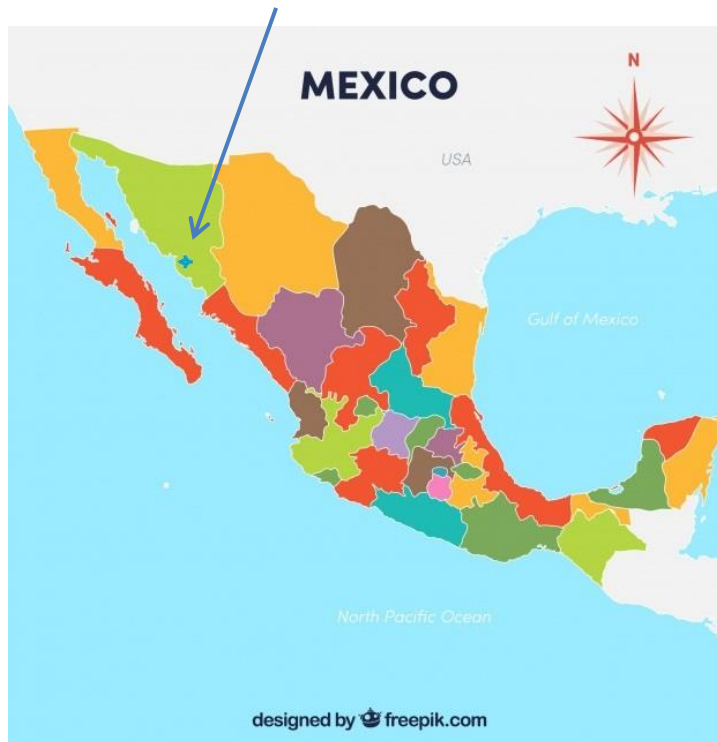 N
MEXICO
USA
Gulf of Mexico
North Pacific Ocean
designed by freepik.com